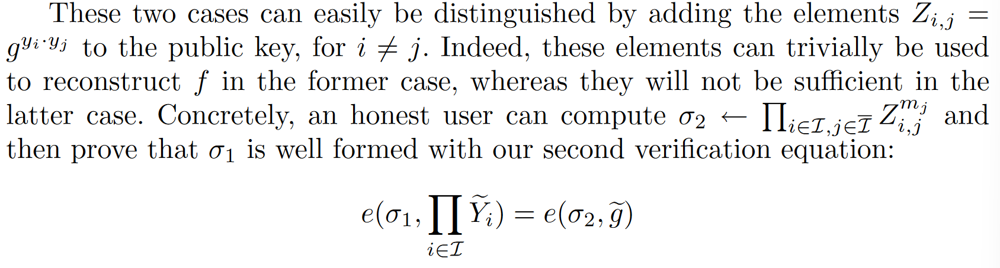 These two cases can easily be distinguished by adding the elements $Z_{i,j} =$
$g^{y_i \cdot y_j}$ to the public key, for $i \neq j$. Indeed, these elements can trivially be used
to reconstruct $f$ in the former case, whereas they will not be sufficient in the
latter case. Concretely, an honest user can compute $\sigma_2 \leftarrow \prod_{i \in \mathcal{I}, j \in \overline{\mathcal{I}}} Z_{i,j}^{m_j}$ and
then prove that $\sigma_1$ is well formed with our second verification equation:
$e(\sigma_1, \prod_{i \in \mathcal{I}} \widetilde{Y}_i) = e(\sigma_2, \widetilde{g})$